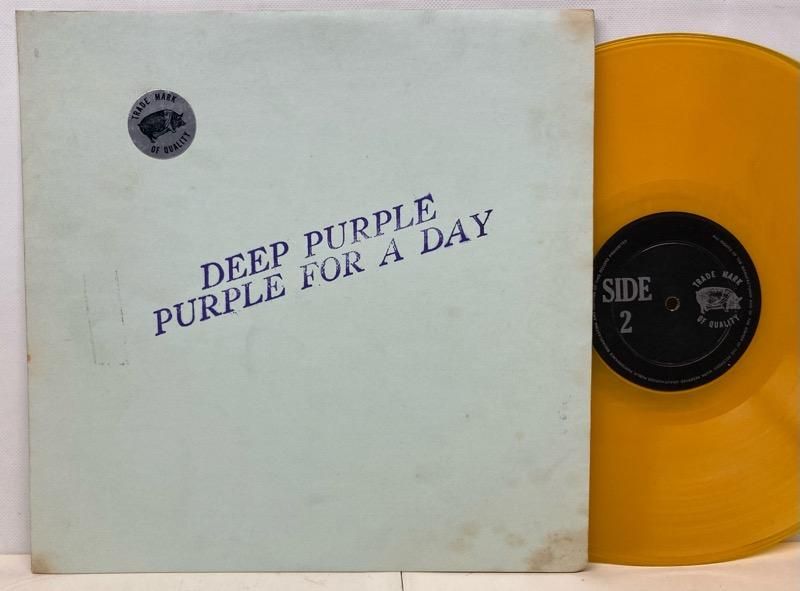 TRADE MARK
OF QUALITY
DEEP PURPLE
PURPLE FOR A DAY
SIDE
2
TRADE MARK
OF QUALITY